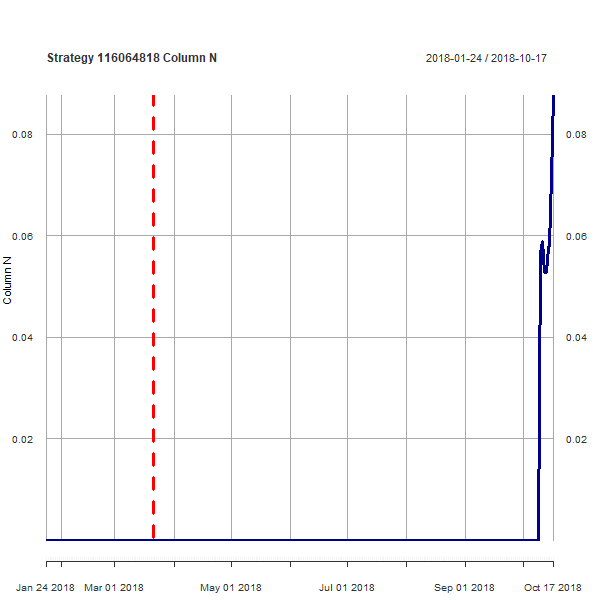 Strategy 116064818 Column N 2018-01-24 / 2018-10-17
0.08 0.08
0.06 0.06
Column N
0.04 0.04
0.02 0.02
Jan 24 2018 Mar 01 2018 May 01 2018 Jul 01 2018 Sep 01 2018 Oct 17 2018